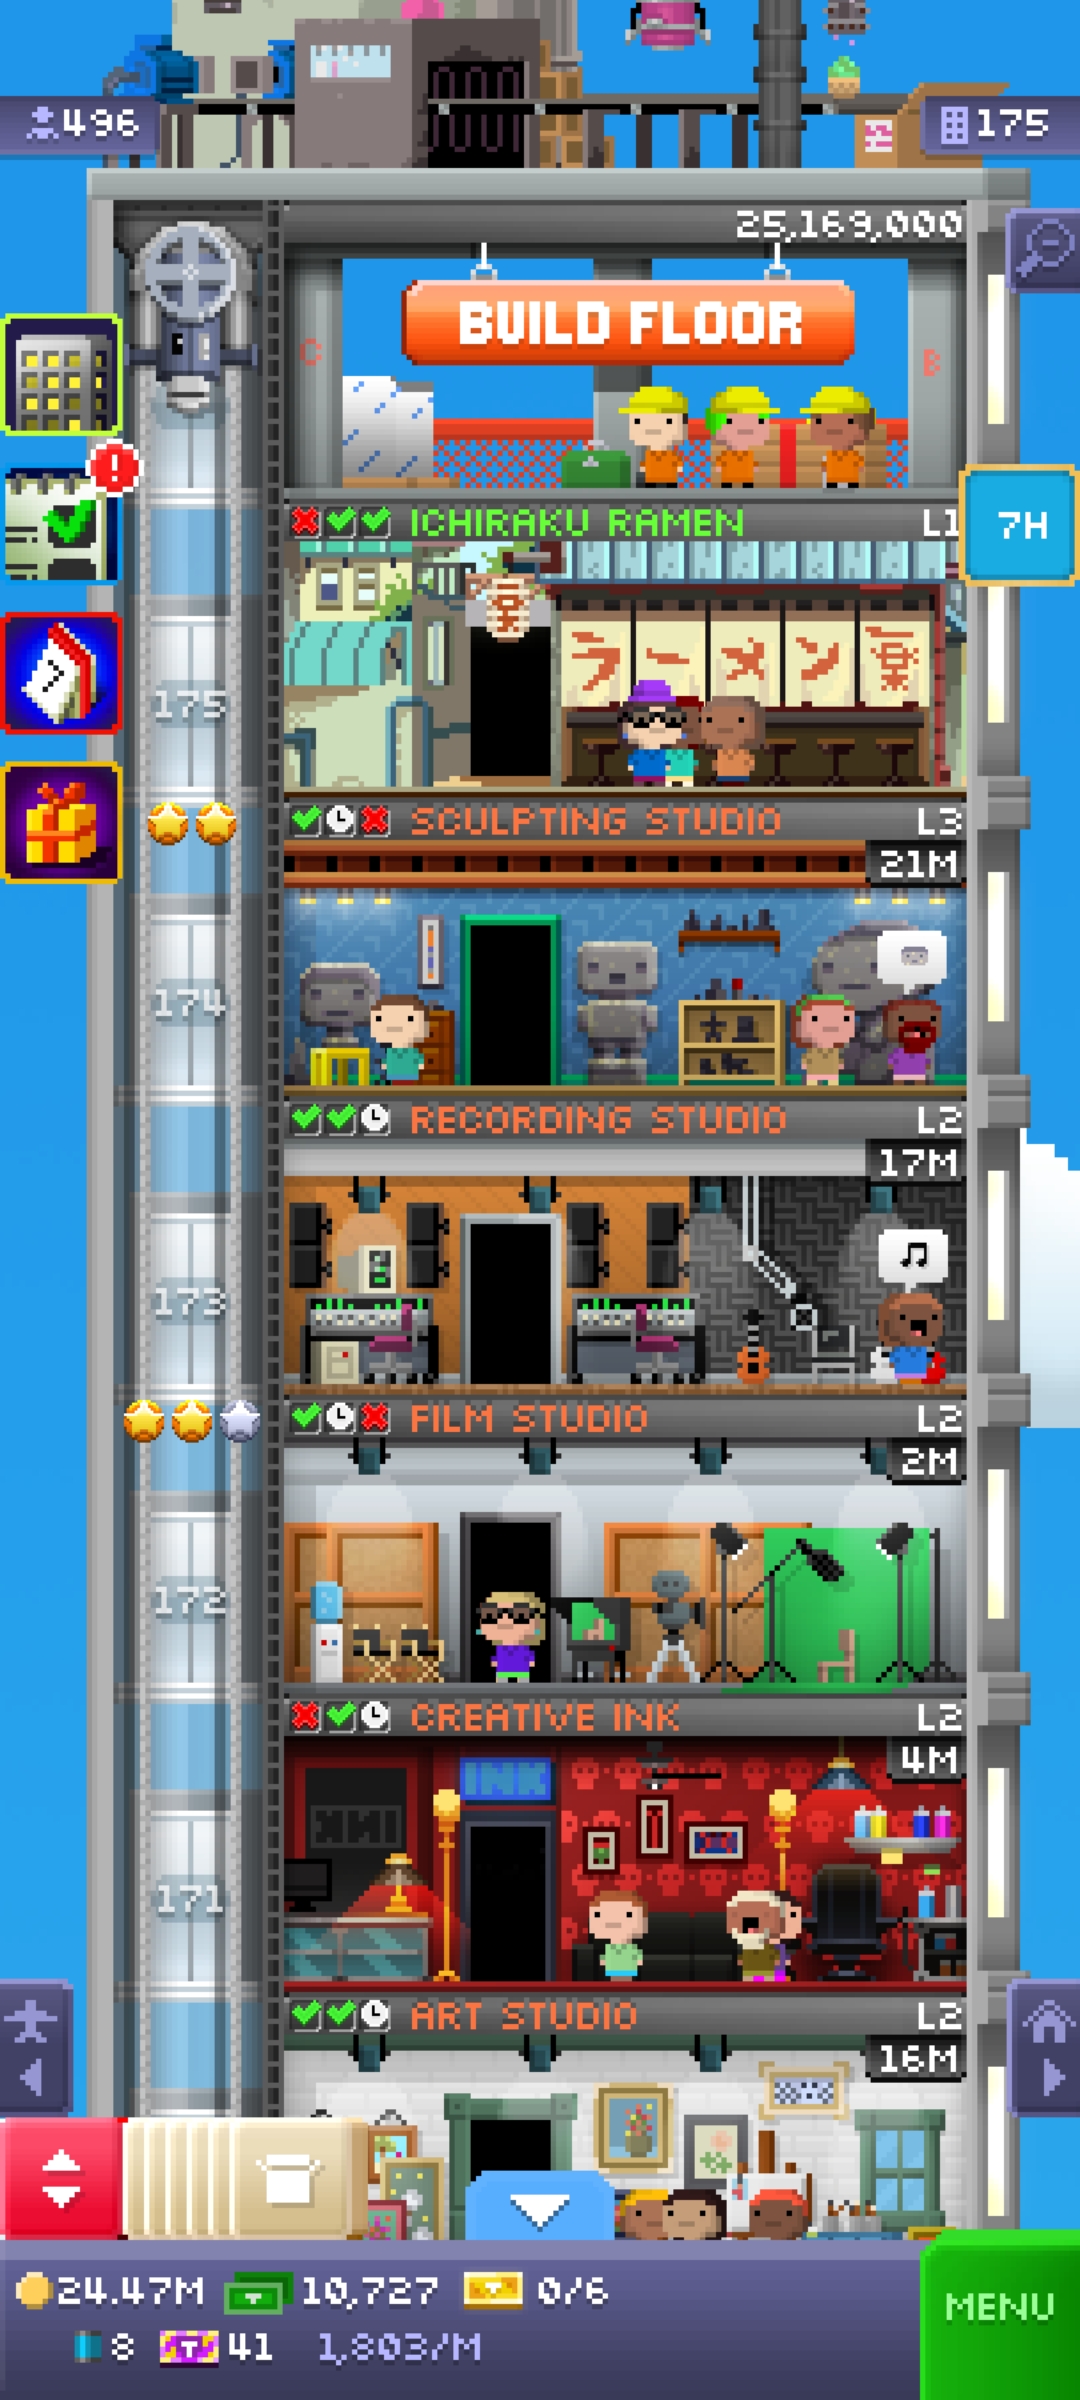 496
175
25,169,000
BUILD FLOOR
C
B
ICHIRAKU RAMEN L1
7H
ラーメン
175
SCULPTING STUDIO L3
21M
174
RECORDING STUDIO L2
17M
173
FILM STUDIO L2
2M
172
CREATIVE INK L2
4M
INK
171
ART STUDIO L2
16M
24.47M 10,727 0/6
8 T 41 1,803/M
MENU